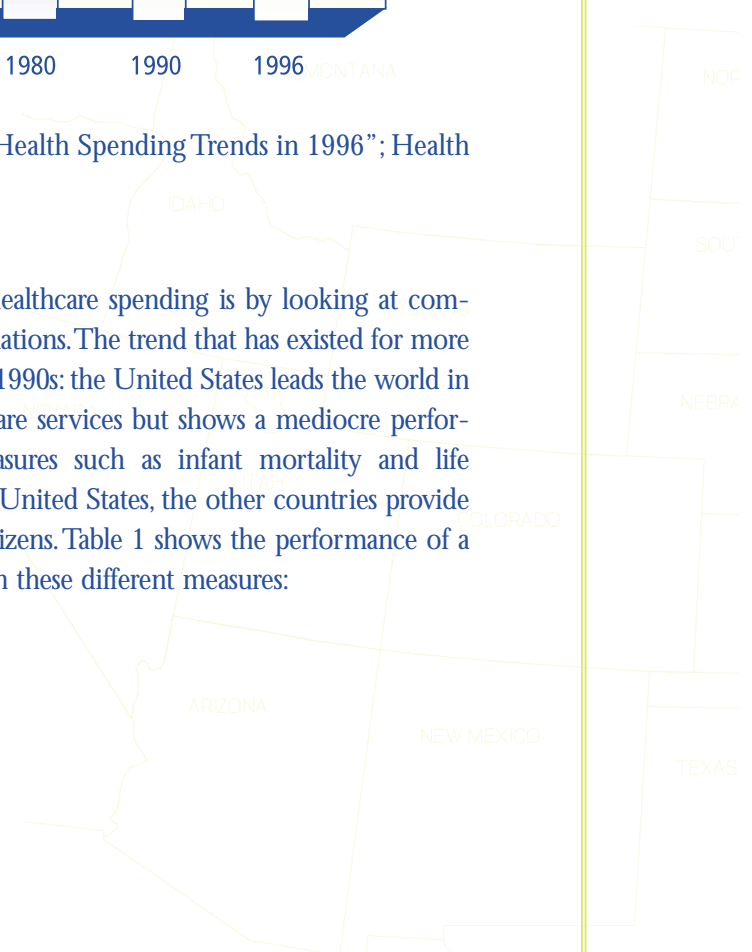 1980 1990 1996
MONTANA
NOR
Health Spending Trends in 1996”; Health
IDAHO
SOU
ealthcare spending is by looking at com-
ations. The trend that has existed for more
1990s: the United States leads the world in
NEBRA
are services but shows a mediocre perfor-
asures such as infant mortality and life
UTAH
United States, the other countries provide
COLORADO
izens. Table 1 shows the performance of a
n these different measures:
ARIZONA
NEW MEXICO
TEXAS